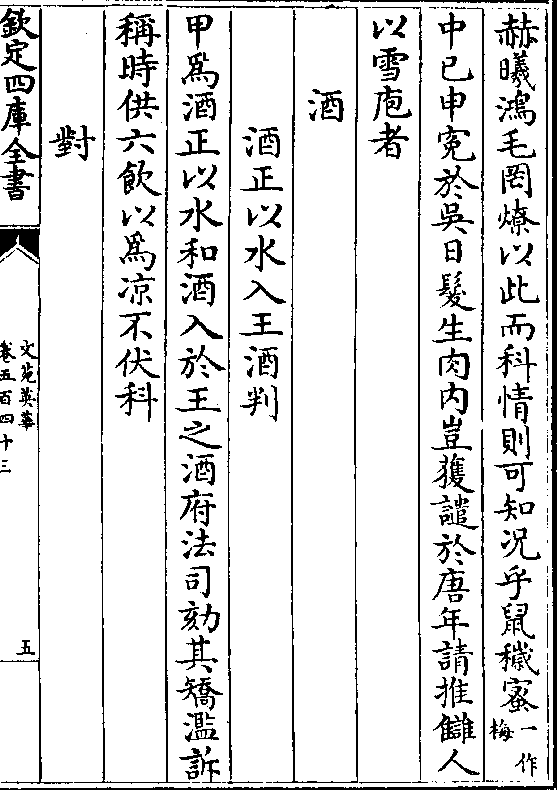 赫曦鴻毛罔燎以此而科情則可知况乎鼠穢蜜一作梅
中已申寃於吳日髮生肉内豈獲譴於唐年請推讎人
以雪庖者
酒
酒正以水入王酒判
甲爲酒正以水和酒入於王之酒府法司劾其矯濫訴
稱時供六飲以爲凉不伏科
對
欽定四庫全書
文苑英華
卷五百四十三
五